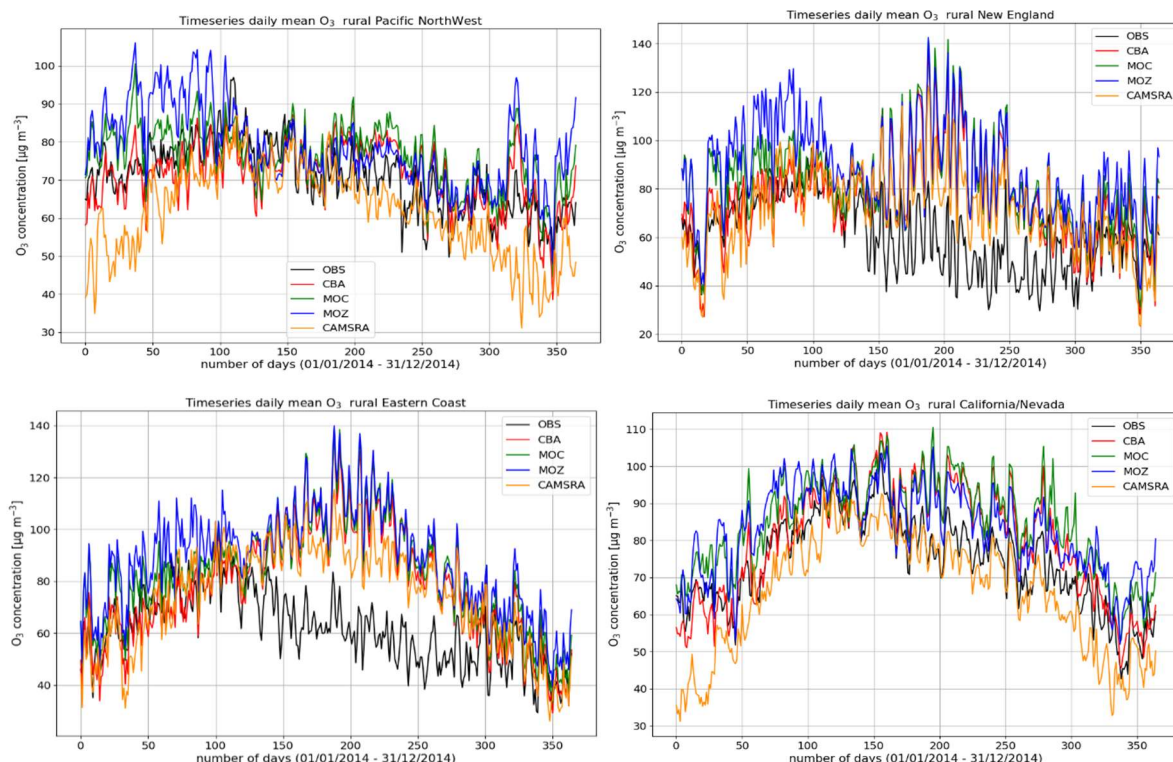 Timeseries daily mean O₃ rural Pacific NorthWest
O₃ concentration [µg m⁻³]
100
90
80
70
60
50
40
30
OBS
CBA
MOC
MOZ
CAMSRA
0 50 100 150 200 250 300 350
number of days (01/01/2014 - 31/12/2014)
Timeseries daily mean O₃ rural New England
O₃ concentration [µg m⁻³]
140
120
100
80
60
40
20
OBS
CBA
MOC
MOZ
CAMSRA
0 50 100 150 200 250 300 350
number of days (01/01/2014 - 31/12/2014)
Timeseries daily mean O₃ rural Eastern Coast
O₃ concentration [µg m⁻³]
140
120
100
80
60
40
OBS
CBA
MOC
MOZ
CAMSRA
0 50 100 150 200 250 300 350
number of days (01/01/2014 - 31/12/2014)
Timeseries daily mean O₃ rural California/Nevada
O₃ concentration [µg m⁻³]
110
100
90
80
70
60
50
40
30
OBS
CBA
MOC
MOZ
CAMSRA
0 50 100 150 200 250 300 350
number of days (01/01/2014 - 31/12/2014)